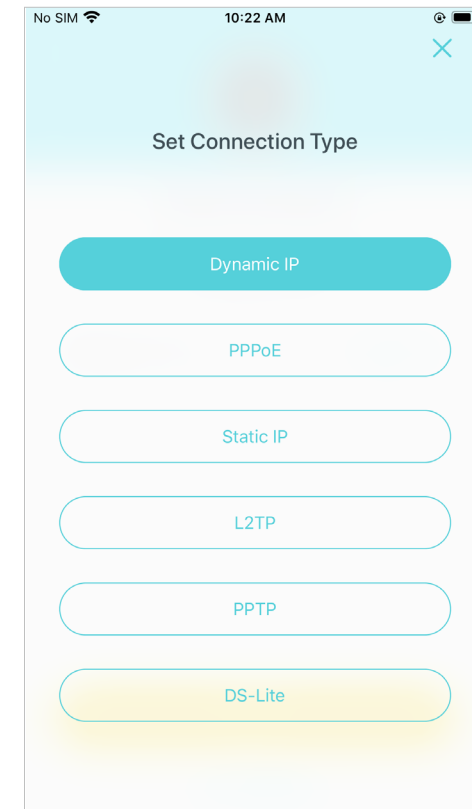 No SIM 10:22 AM
Set Connection Type
Dynamic IP
PPPoE
Static IP
L2TP
PPTP
DS-Lite